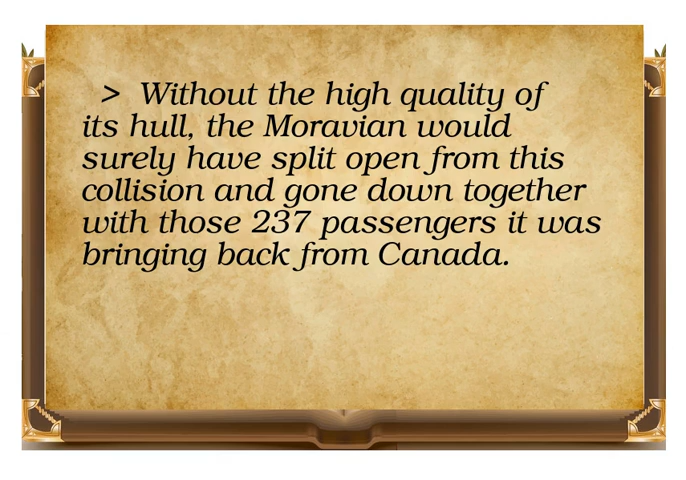 > Without the high quality of
its hull, the Moravian would
surely have split open from this
collision and gone down together
with those 237 passengers it was
bringing back from Canada.